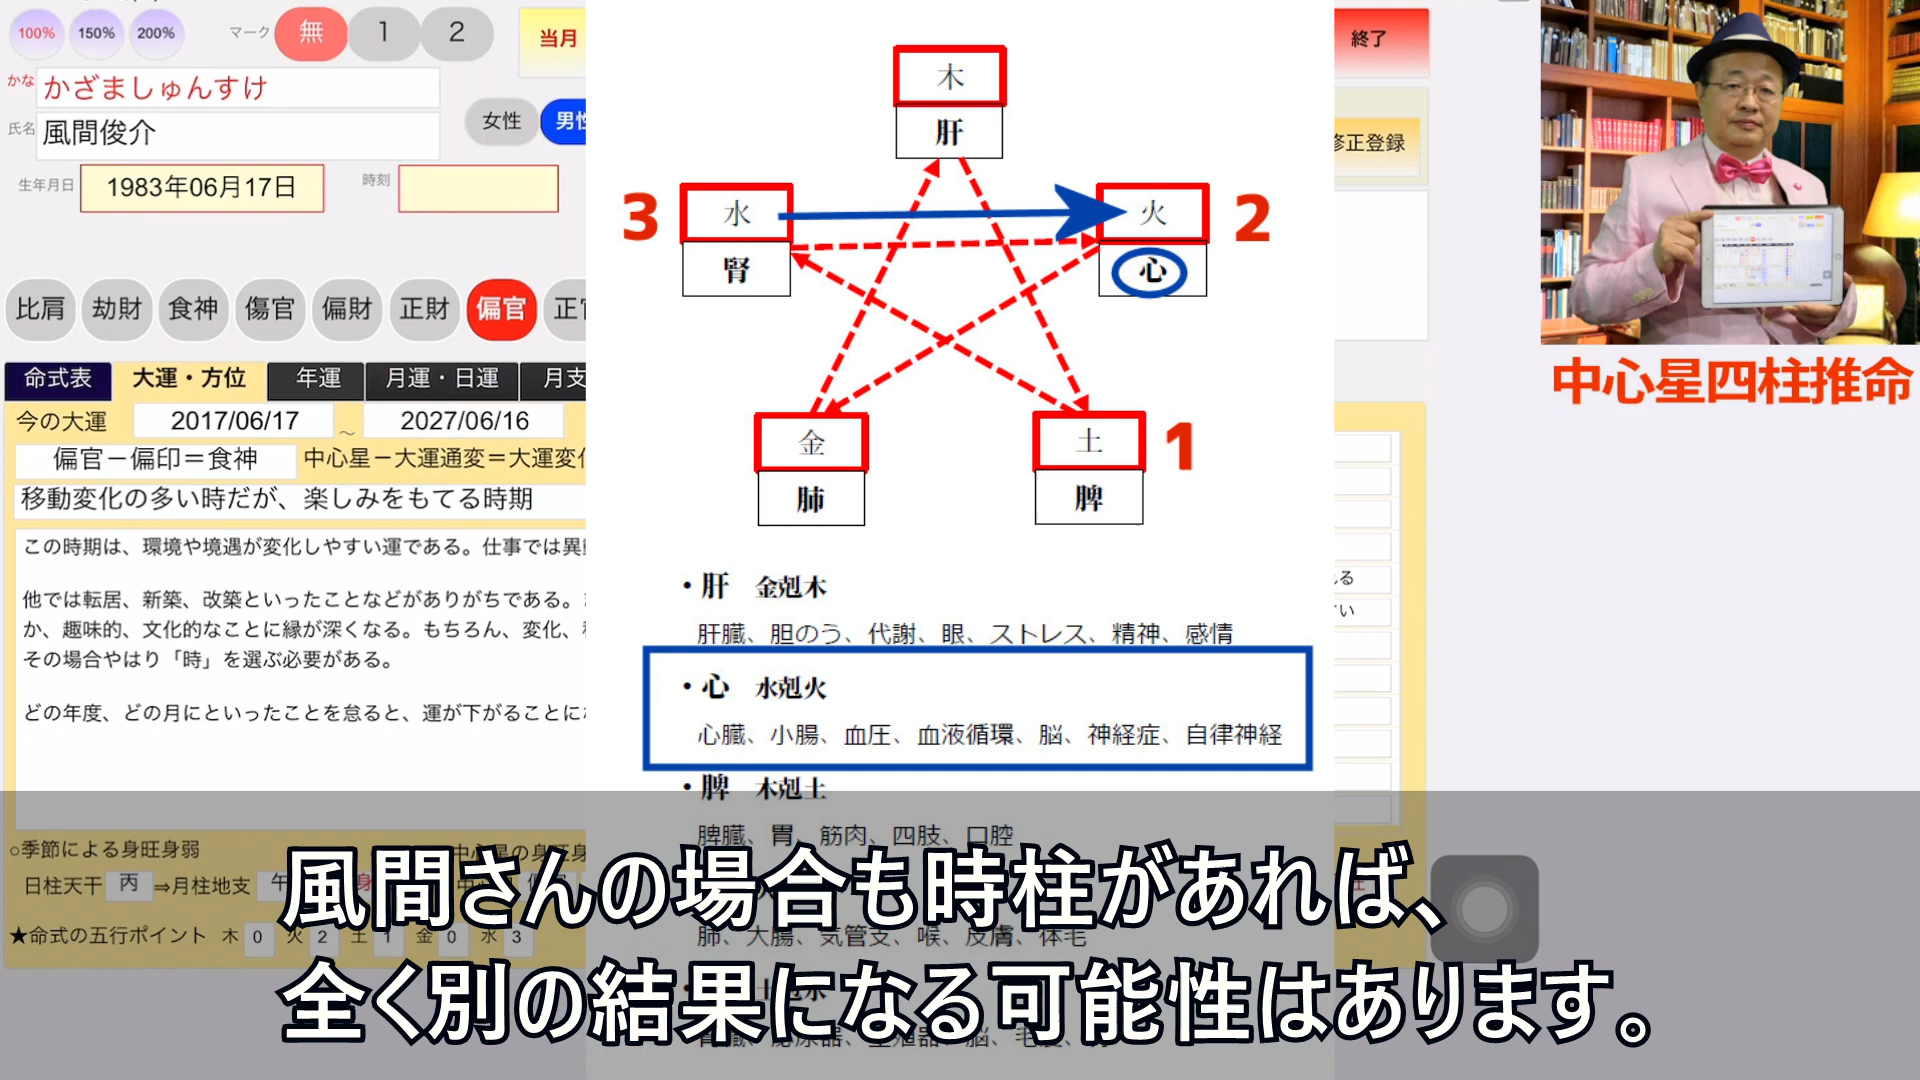 100%
150%
200%
マーク
無
1
2
当月
終了
かな
かざましゅんすけ
氏名
風間俊介
女性
男性
修正登録
生年月日
1983年06月17日
時刻
比肩
劫財
食神
傷官
偏財
正財
偏官
命式表
大運・方位
年運
月運・日運
月支
今の大運
2017/06/17
~
2027/06/16
偏官－偏印＝食神
中心星－大運通変＝大運変
移動変化の多い時だが、楽しみをもてる時期
この時期は、環境や境遇が変化しやすい運である。仕事では異
他では転居、新築、改築といったことなどがありがちである。
か、趣味的、文化的なことに縁が深くなる。もちろん、変化、
その場合やはり「時」を選ぶ必要がある。
どの年度、どの月にといったことを怠ると、運が下がることに
○季節による身旺身弱
日柱天干 丙 ⇒月柱地支 午
★命式の五行ポイント 木 0 火 2 土 1 金 0 水 3
木
肝
3
水
腎
火
心
2
金
肺
土
脾
1
・肝 金剋木
肝臓、胆のう、代謝、眼、ストレス、精神、感情
・心 水剋火
心臓、小腸、血圧、血液循環、脳、神経症、自律神経
・脾 木剋土
脾臓、胃、筋肉、四肢、口腔
肺、大腸、気管支、喉、皮膚、体毛
中心星四柱推命
風間さんの場合も時柱があれば、
全く別の結果になる可能性はあります。